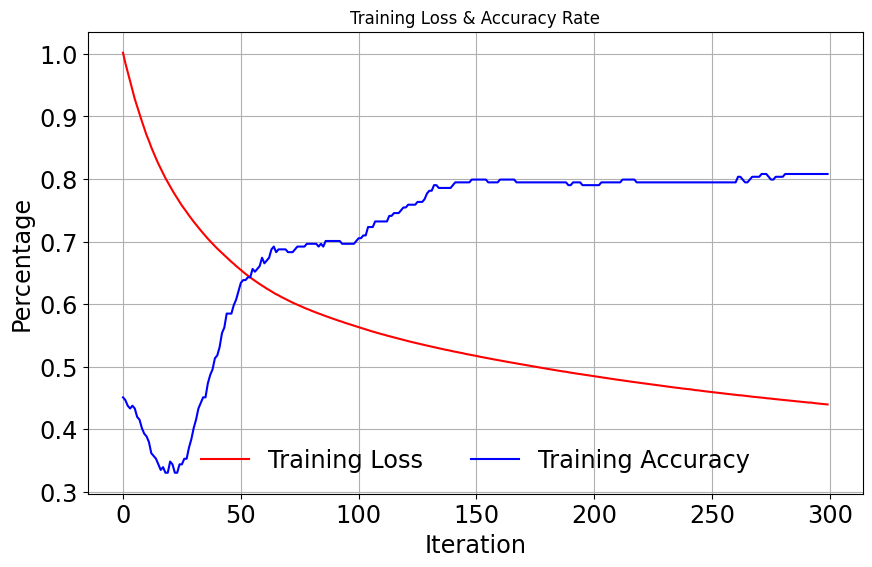 Training Loss & Accuracy Rate
1.0
0.9
0.8
0.7
0.6
0.5
0.4
0.3
Percentage
Training Loss Training Accuracy
0 50 100 150 200 250 300
Iteration